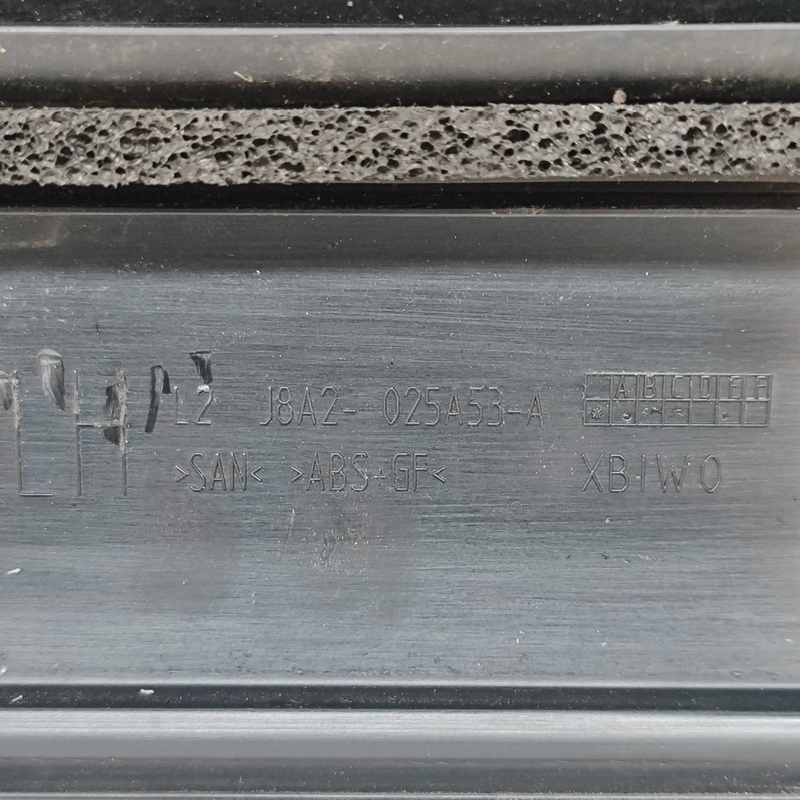 LH L2 J8A2-025A53-A
ABCDEF
>SAN< >ABS+GF< XBIWO